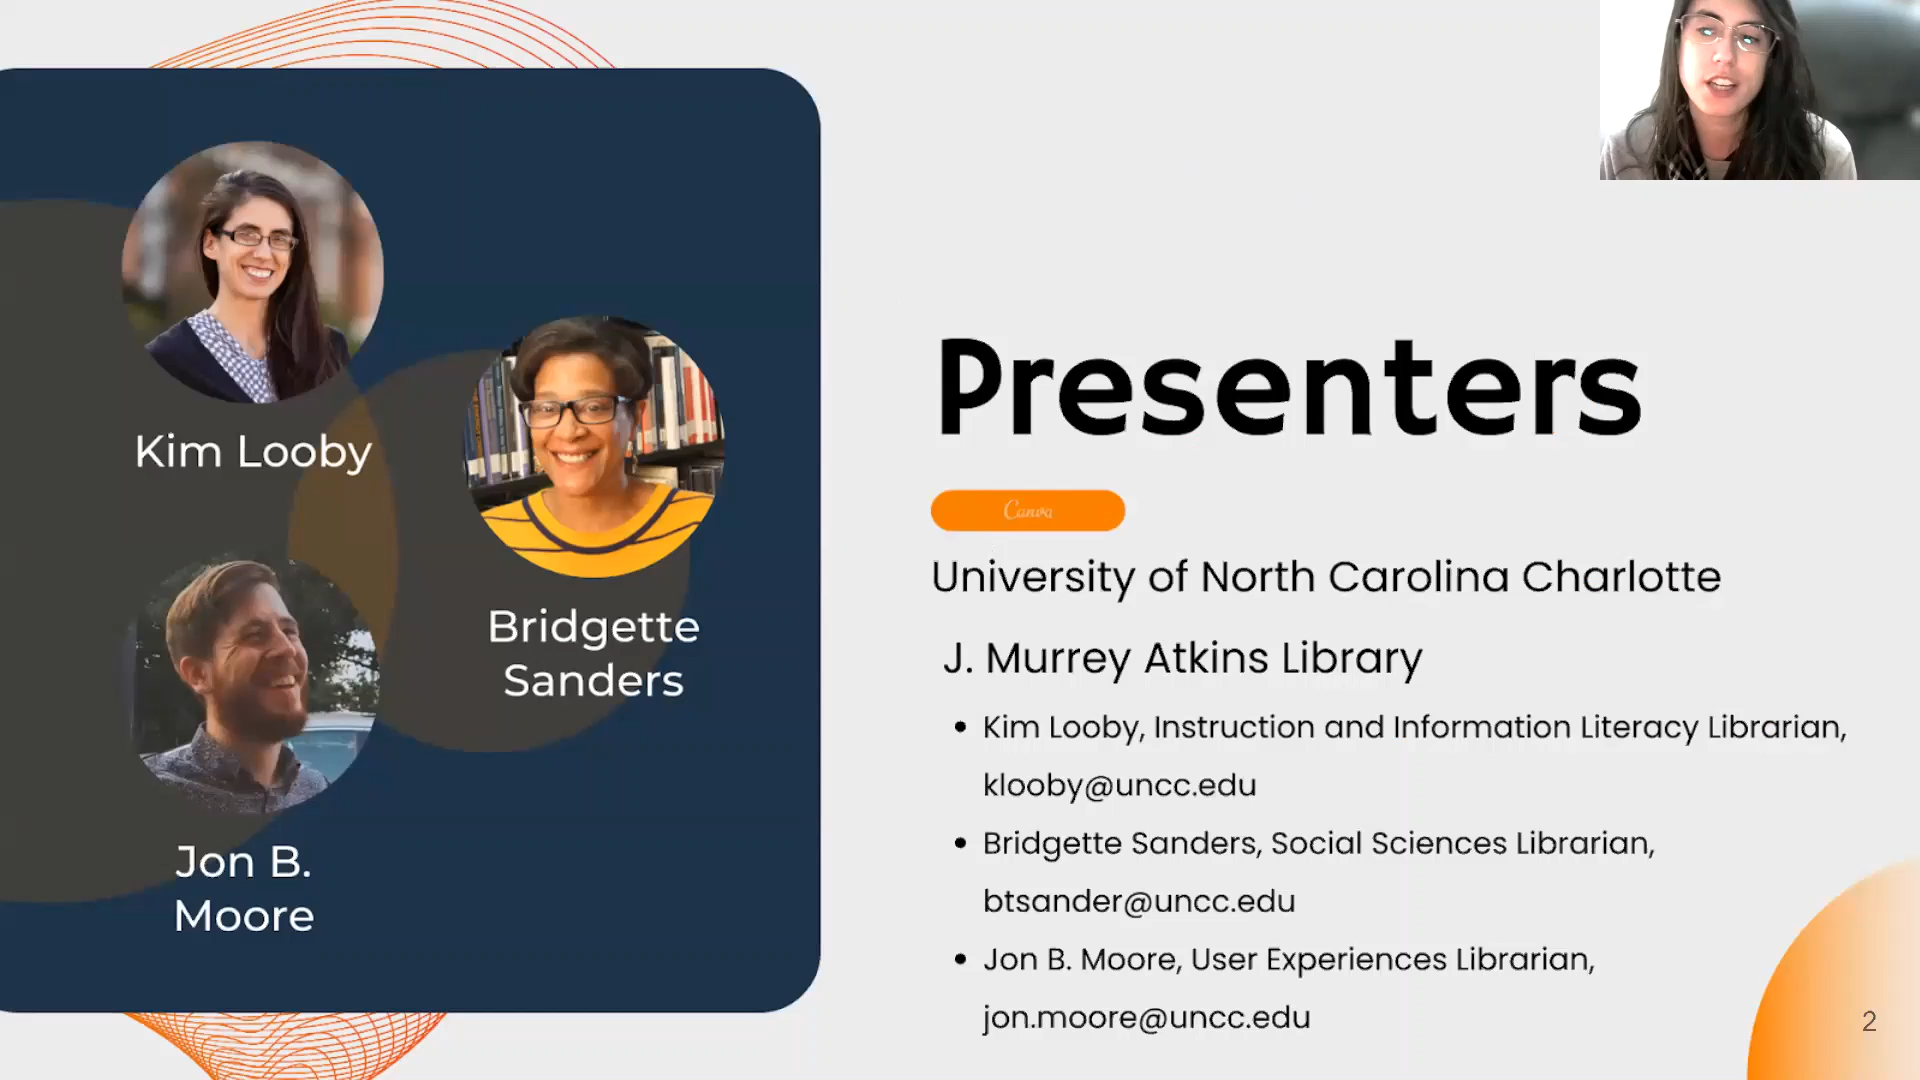 Kim Looby
Bridgette
Sanders
Jon B.
Moore
Presenters
Canva
University of North Carolina Charlotte
J. Murrey Atkins Library
• Kim Looby, Instruction and Information Literacy Librarian,
klooby@uncc.edu
• Bridgette Sanders, Social Sciences Librarian,
btsander@uncc.edu
• Jon B. Moore, User Experiences Librarian,
jon.moore@uncc.edu
2